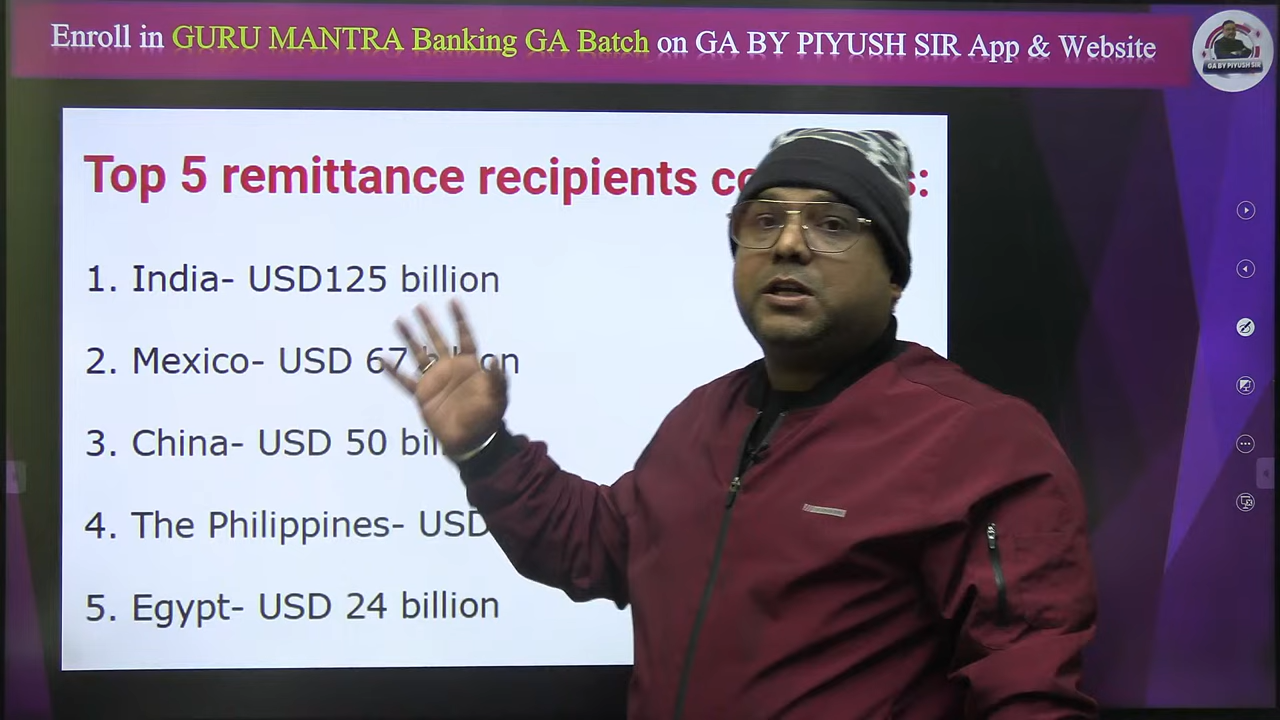 Enroll in GURU MANTRA Banking GA Batch on GA BY PIYUSH SIR App & Website
GA BY PIYUSH SIR
Top 5 remittance recipients
1. India- USD125 billion
2. Mexico- USD 67 billion
3. China- USD 50
4. The Philippines- USD
5. Egypt- USD 24 billion